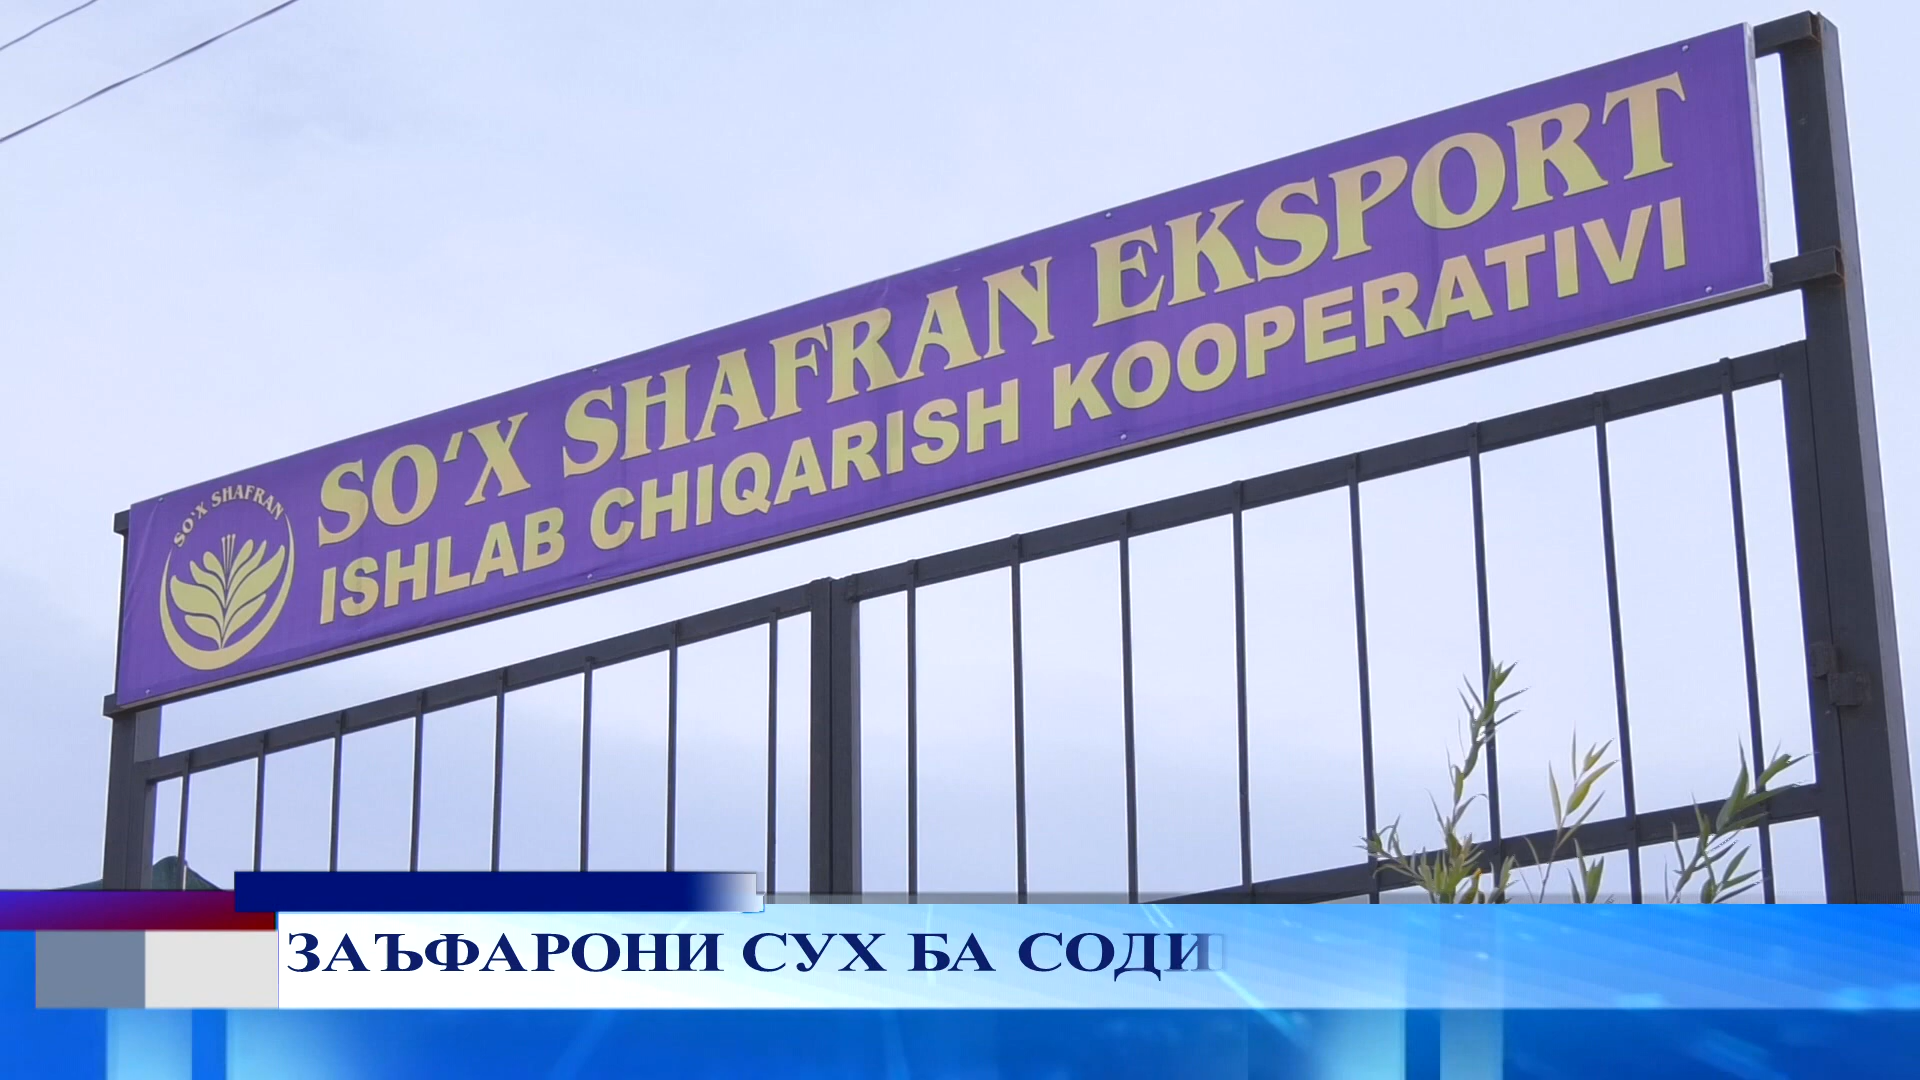 SO'X SHAFRAN
SO'X SHAFRAN EKSPORT
ISHLAB CHIQARISH KOOPERATIVI
ЗАЪФАРОНИ СУХ БА СОДИ